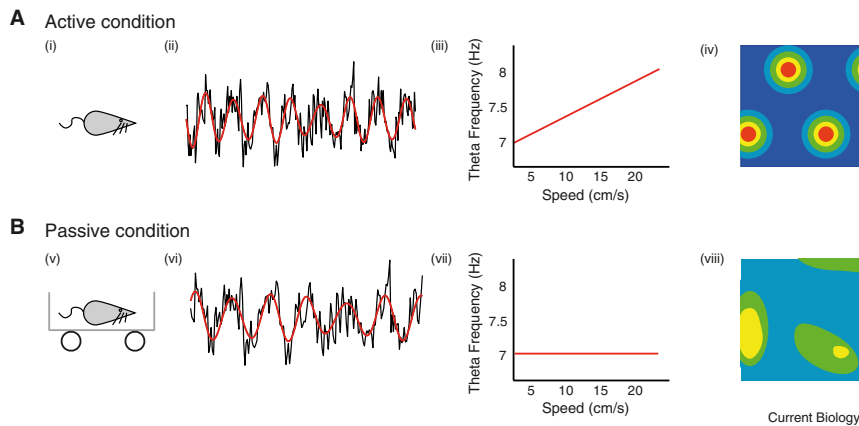 A Active condition
(i) (ii) (iii) (iv)
Theta Frequency (Hz)
8
7.5
7
5 10 15 20
Speed (cm/s)
B Passive condition
(v) (vi) (vii) (viii)
Theta Frequency (Hz)
8
7.5
7
5 10 15 20
Speed (cm/s)
Current Biology